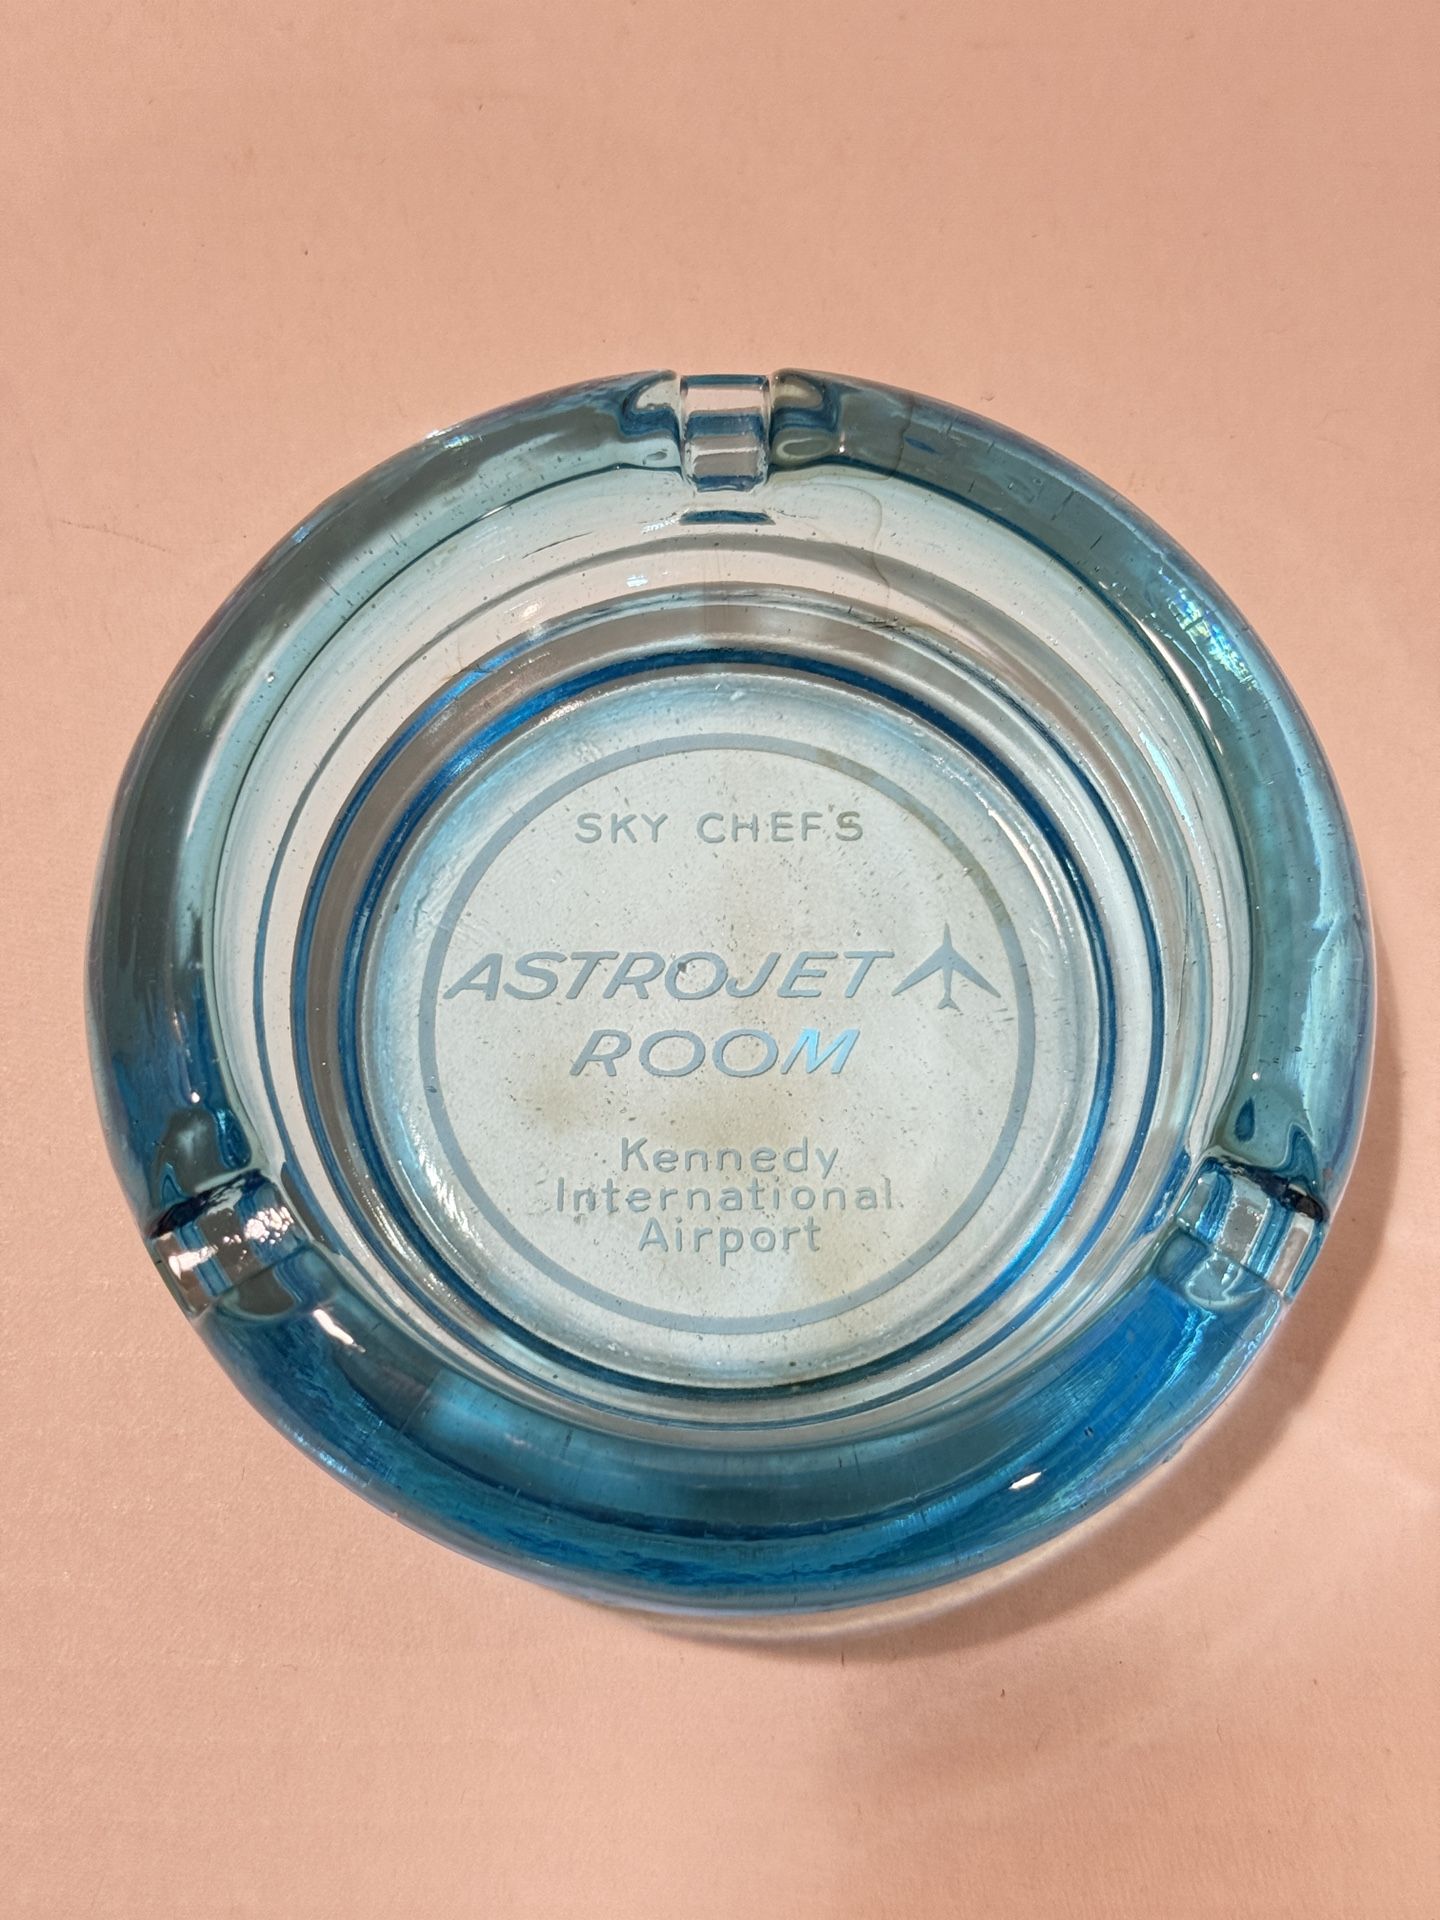 SKY CHEF'S
ASTROJET
ROOM
Kennedy
International
Airport